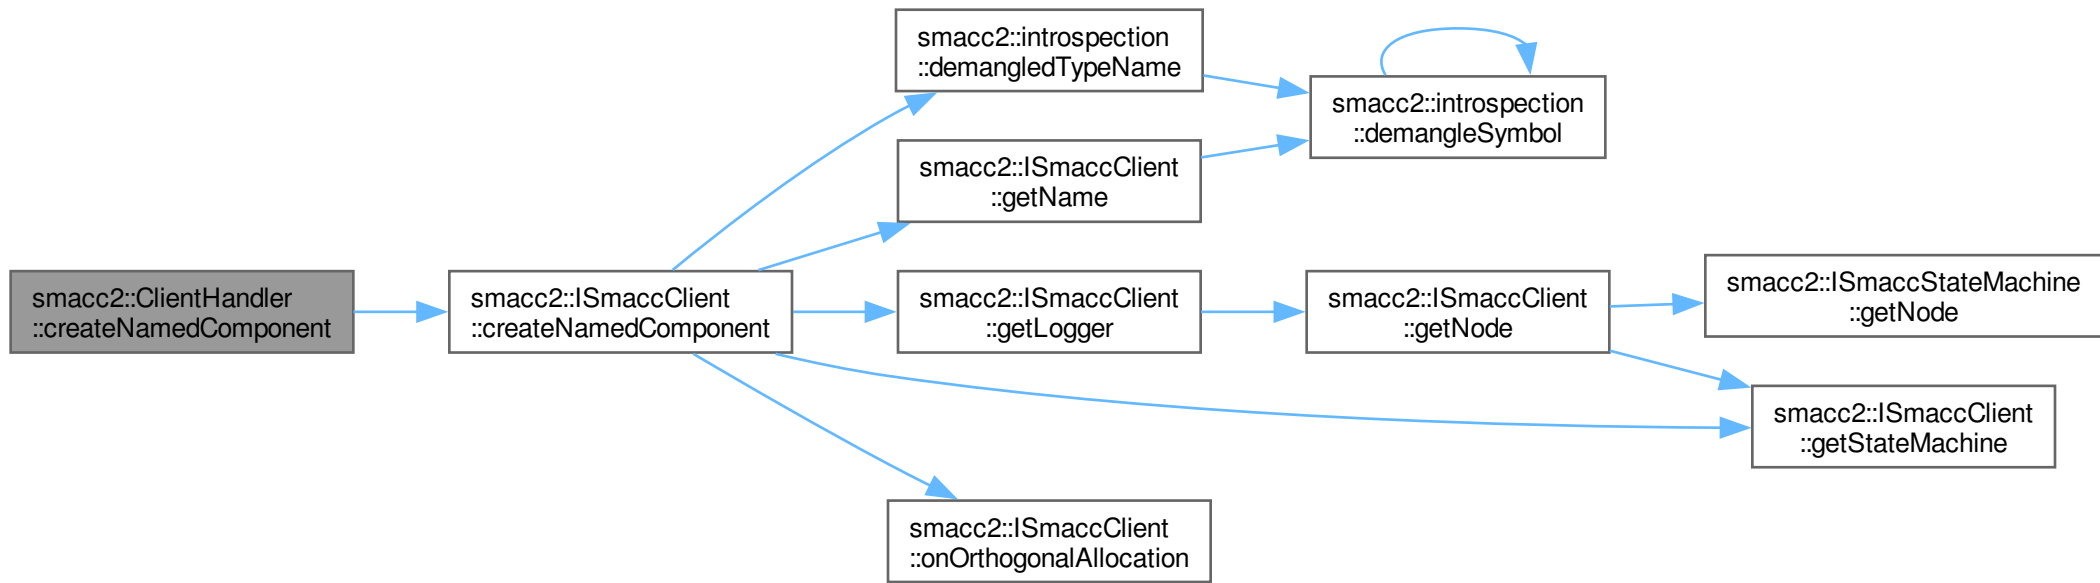 smacc2::ClientHandler
::createNamedComponent
smacc2::ISmaccClient
::createNamedComponent
smacc2::introspection
::demangledTypeName
smacc2::introspection
::demangleSymbol
smacc2::ISmaccClient
::getName
smacc2::ISmaccClient
::getLogger
smacc2::ISmaccClient
::getNode
smacc2::ISmaccStateMachine
::getNode
smacc2::ISmaccClient
::getStateMachine
smacc2::ISmaccClient
::onOrthogonalAllocation